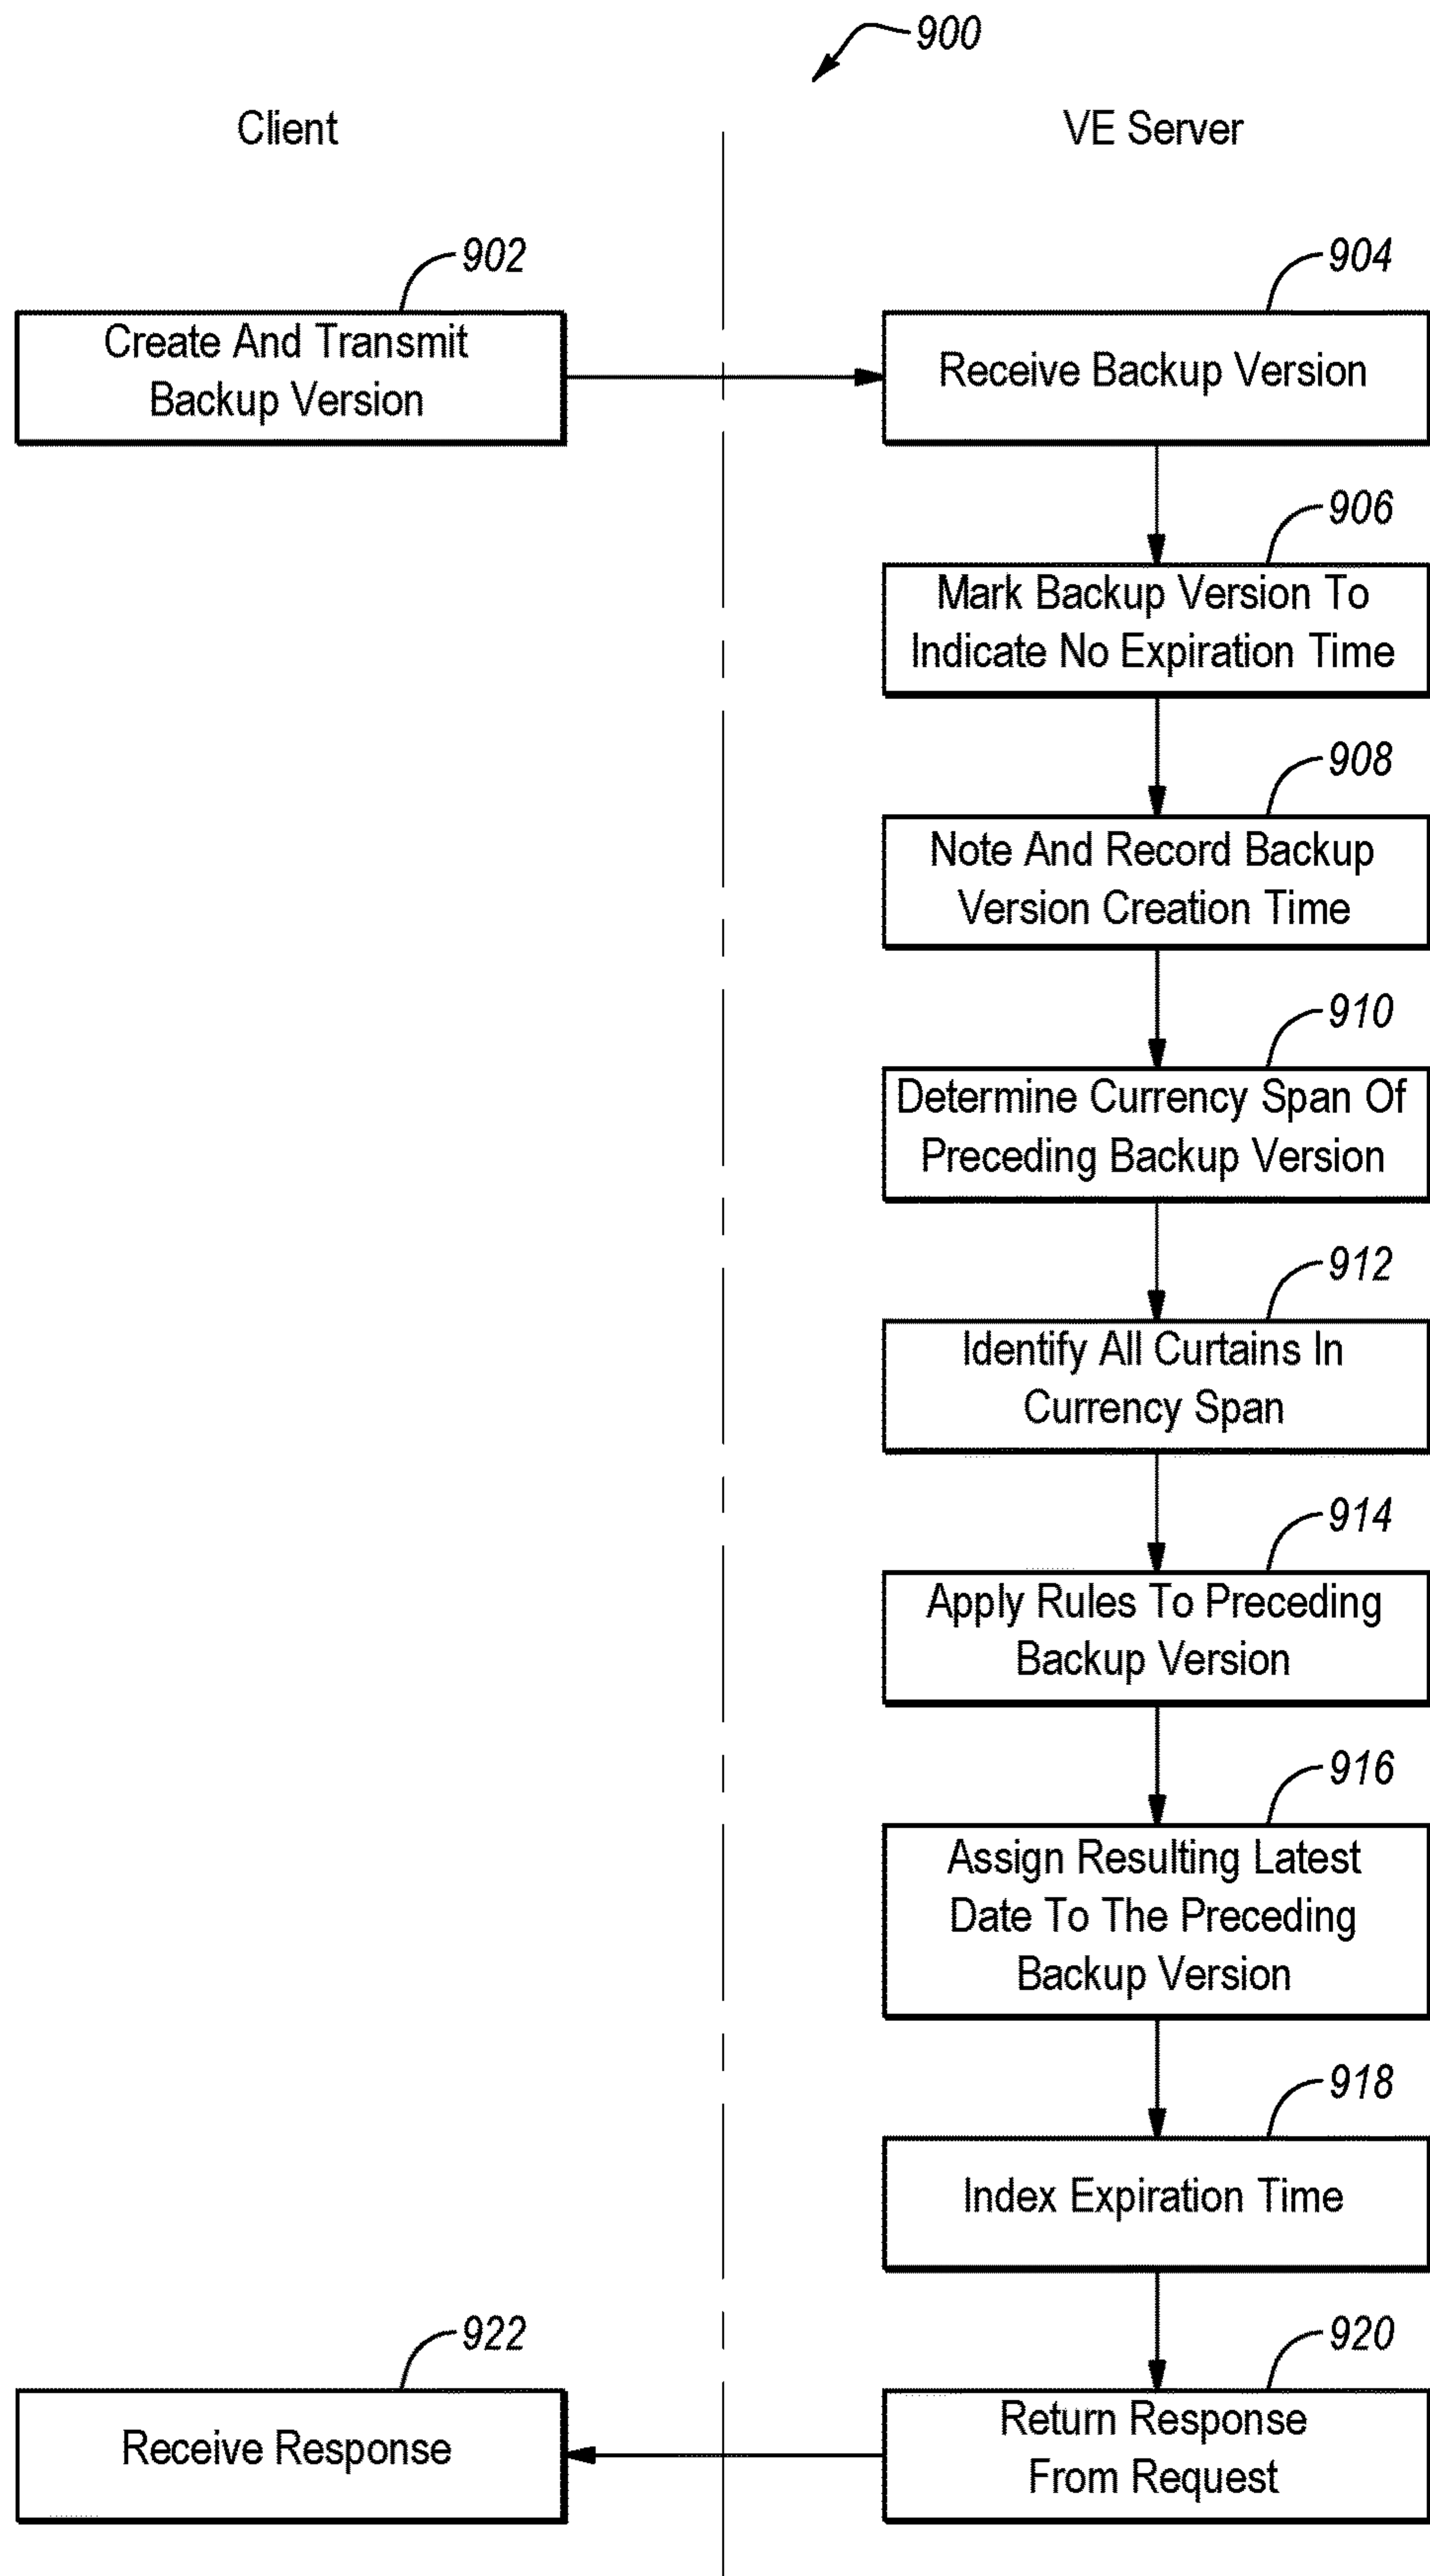 900
Client
VE Server
902
904
Create And Transmit
Backup Version
Receive Backup Version
906
Mark Backup Version To
Indicate No Expiration Time
908
Note And Record Backup
Version Creation Time
910
Determine Currency Span Of
Preceding Backup Version
912
Identify All Curtains In
Currency Span
914
Apply Rules To Preceding
Backup Version
916
Assign Resulting Latest
Date To The Preceding
Backup Version
918
Index Expiration Time
922
920
Receive Response
Return Response
From Request